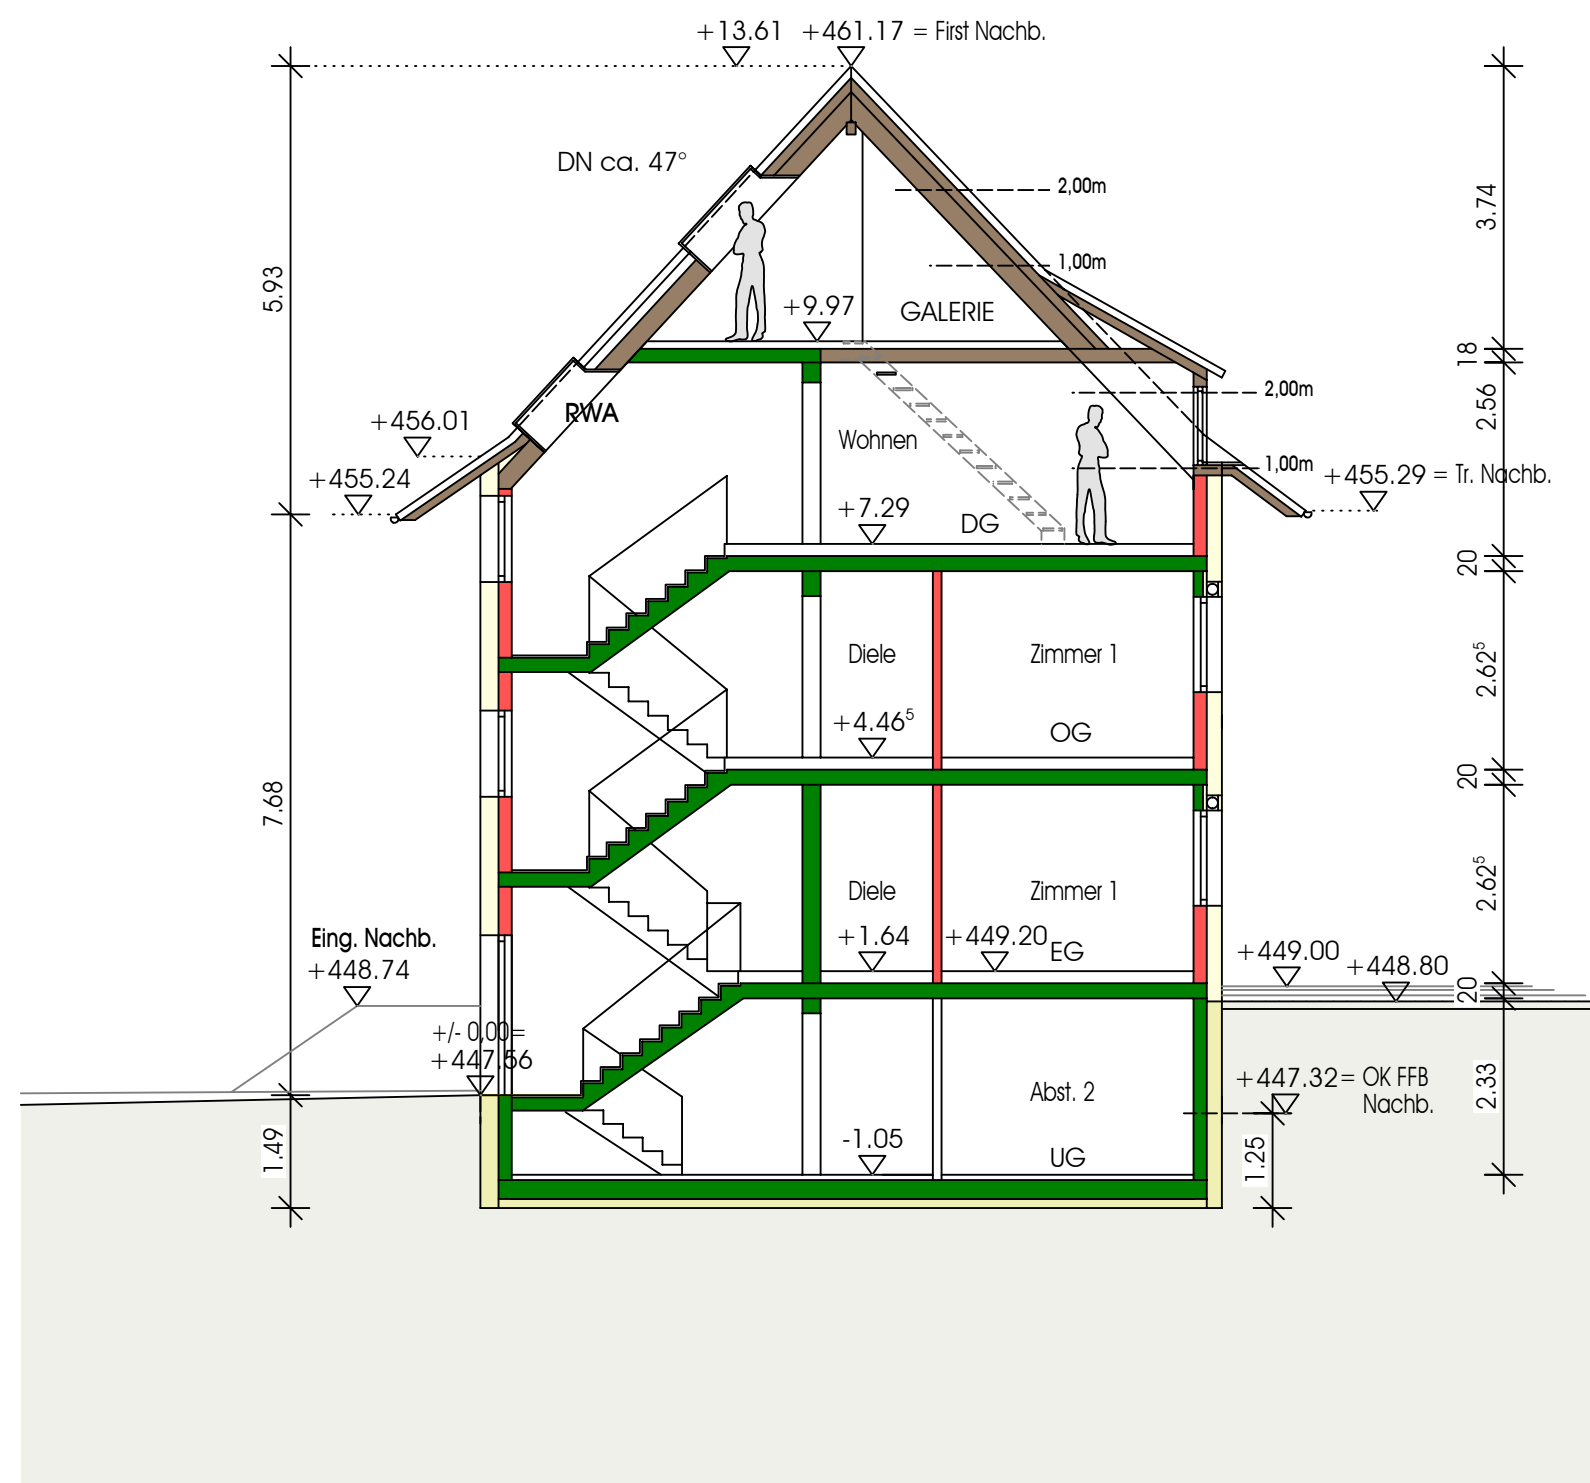 +13.61 +461.17 = First Nachb.
DN ca. 47°
2,00m
3.74
1,00m
5.93
+9.97
GALERIE
18
2,00m
2.56
RWA
+456.01
Wohnen
1,00m
+455.24
+455.29 = Tr. Nachb.
+7.29
DG
20
Diele
Zimmer 1
2.62⁵
+4.46⁵
OG
20
7.68
Diele
Zimmer 1
2.62⁵
Eing. Nachb.
+448.74
+1.64
+449.20
EG
+449.00
+448.80
20
+/- 0,00=
+447.56
Abst. 2
+447.32= OK FFB
Nachb.
2.33
1.49
-1.05
UG
1.25